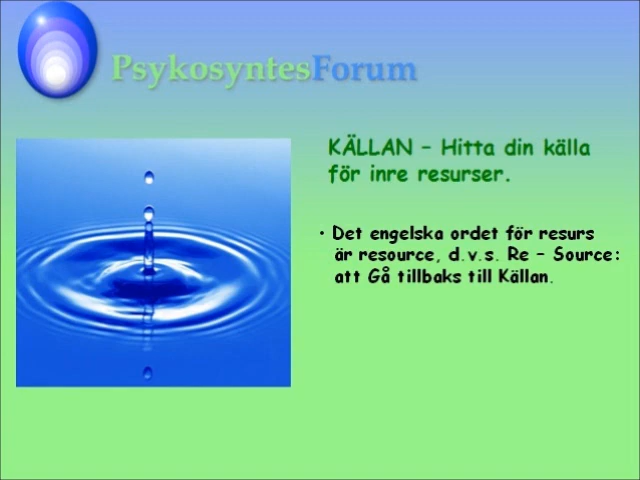 PsykosyntesForum
KÄLLAN – Hitta din källa
för inre resurser.
• Det engelska ordet för resurs
är resource, d.v.s. Re – Source:
att Gå tillbaks till Källan.